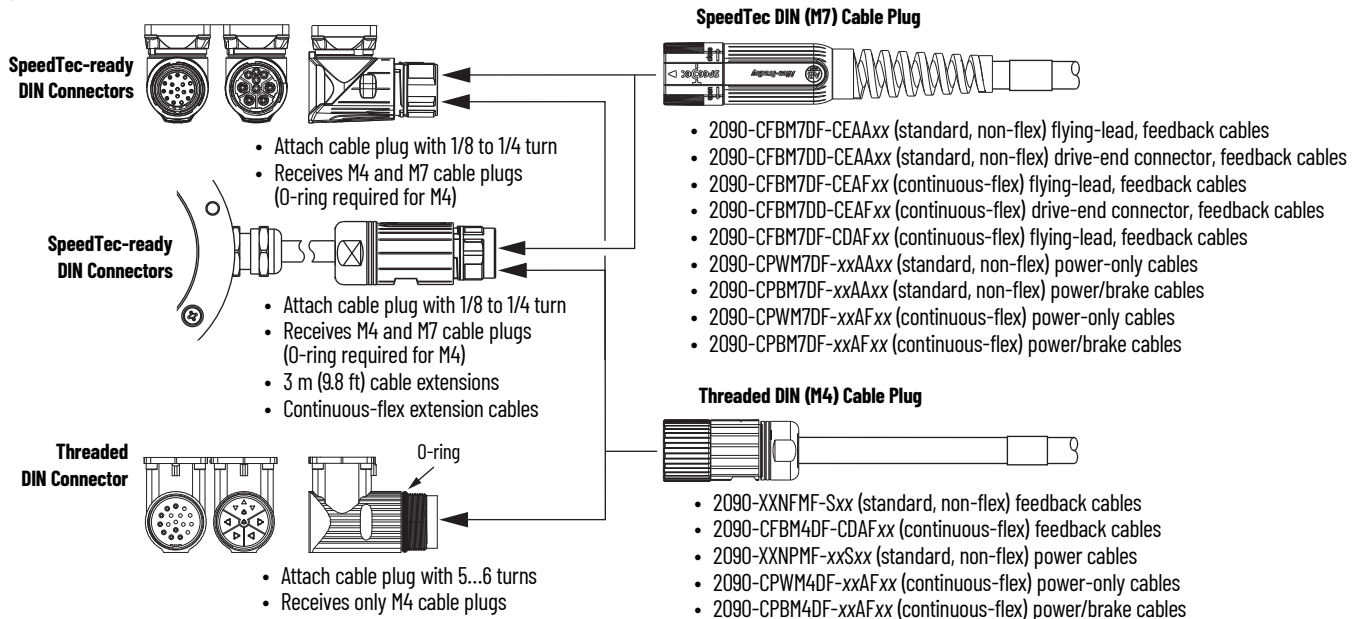 SpeedTec DIN (M7) Cable Plug
SpeedTec-ready
DIN Connectors
• Attach cable plug with 1/8 to 1/4 turn
• Receives M4 and M7 cable plugs
(O-ring required for M4)
SpeedTec-ready
DIN Connectors
• Attach cable plug with 1/8 to 1/4 turn
• Receives M4 and M7 cable plugs
(O-ring required for M4)
• 3 m (9.8 ft) cable extensions
• Continuous-flex extension cables
Threaded
DIN Connector
O-ring
• Attach cable plug with 5...6 turns
• Receives only M4 cable plugs
Allen-Bradley
• 2090-CFBM7DF-CEAAxx (standard, non-flex) flying-lead, feedback cables
• 2090-CFBM7DD-CEAAxx (standard, non-flex) drive-end connector, feedback cables
• 2090-CFBM7DF-CEAFxx (continuous-flex) flying-lead, feedback cables
• 2090-CFBM7DD-CEAFxx (continuous-flex) drive-end connector, feedback cables
• 2090-CFBM7DF-CDAFxx (continuous-flex) flying-lead, feedback cables
• 2090-CPWM7DF-xxAAxx (standard, non-flex) power-only cables
• 2090-CPBM7DF-xxAAxx (standard, non-flex) power/brake cables
• 2090-CPWM7DF-xxAFxx (continuous-flex) power-only cables
• 2090-CPBM7DF-xxAFxx (continuous-flex) power/brake cables
Threaded DIN (M4) Cable Plug
• 2090-XXNFMF-Sxx (standard, non-flex) feedback cables
• 2090-CFBM4DF-CDAFxx (continuous-flex) feedback cables
• 2090-XXNPMF-xxSxx (standard, non-flex) power cables
• 2090-CPWM4DF-xxAFxx (continuous-flex) power-only cables
• 2090-CPBM4DF-xxAFxx (continuous-flex) power/brake cables